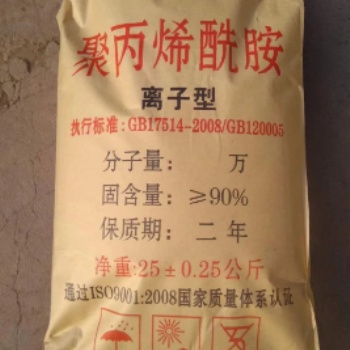 聚丙烯酰胺
离子型
执行标准:GB17514-2008/GB120005
分子量: 万
固含量: ≥90%
保质期: 二年
净重:25±0.25公斤
通过ISO9001:2008国家质量体系认证